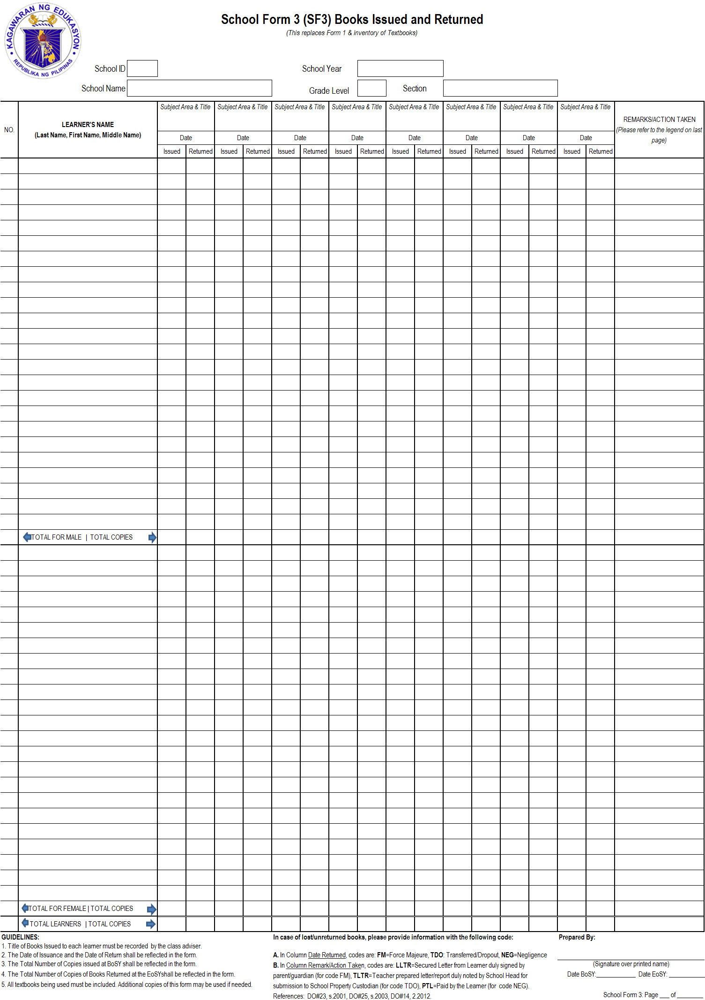 KAGAWARAN NG EDUKASYON
REPUBLIKA NG PILIPINAS
School Form 3 (SF3) Books Issued and Returned
(This replaces Form 1 & Inventory of Textbooks)
School ID School Year
School Name Grade Level Section
NO.
LEARNER'S NAME
(Last Name, First Name, Middle Name)
Subject Area & Title Subject Area & Title Subject Area & Title Subject Area & Title Subject Area & Title Subject Area & Title Subject Area & Title Subject Area & Title
Date Date Date Date Date Date Date Date
Issued Returned Issued Returned Issued Returned Issued Returned Issued Returned Issued Returned Issued Returned Issued Returned
REMARKS/ACTION TAKEN
(Please refer to the legend on last
page)
TOTAL FOR MALE | TOTAL COPIES
TOTAL FOR FEMALE | TOTAL COPIES
TOTAL LEARNERS | TOTAL COPIES
GUIDELINES:
1. Title of Books Issued to each learner must be recorded by the class adviser.
2. The Date of Issuance and the Date of Return shall be reflected in the form.
3. The Total Number of Copies issued at BoSY shall be reflected in the form.
4. The Total Number of Copies of Books Returned at the EoSYshall be reflected in the form.
5. All textbooks being used must be included. Additional copies of this form may be used if needed.
In case of lost/unreturned books, please provide information with the following code:
A. In Column Date Returned, codes are: FM=Force Majeure, TDO: Transferred/Dropout, NEG=Negligence
B. In Column Remark/Action Taken, codes are: LLTR=Secured Letter from Learner duly signed by
parent/guardian (for code FM), TLTR=Teacher prepared letter/report duly noted by School Head for
submission to School Property Custodian (for code TDO), PTL=Paid by the Learner (for code NEG).
References: DO#23, s.2001, DO#25, s.2003, DO#14, 2.2012.
Prepared By:
(Signature over printed name)
Date BoSY:____________ Date EoSY: ___________
School Form 3: Page ___ of ________